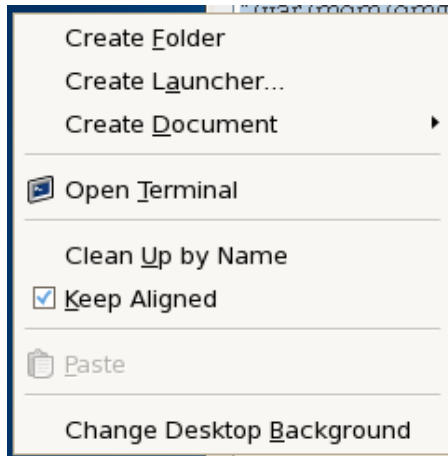 Create Folder
Create Launcher...
Create Document
Open Terminal
Clean Up by Name
Keep Aligned
Paste
Change Desktop Background